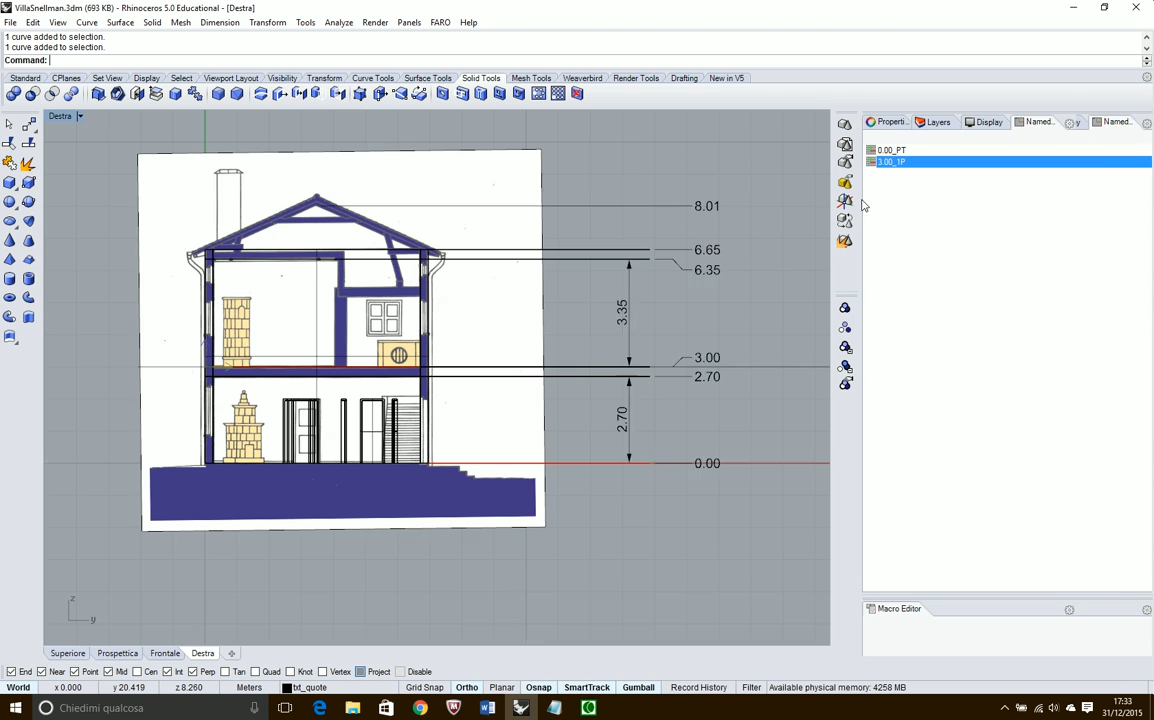 VillaSnellman.3dm (693 KB) - Rhinoceros 5.0 Educational - [Destra]
File Edit View Curve Surface Solid Mesh Dimension Transform Tools Analyze Render Panels FARO Help
1 curve added to selection.
1 curve added to selection.
Command:
Standard CPlanes Set View Display Select Viewport Layout Visibility Transform Curve Tools Surface Tools Solid Tools Mesh Tools Weaverbird Render Tools Drafting New in V5
Destra
Properti... Layers Display Named... y Named...
0.00_PT
3.00_1P
8.01
6.65
6.35
3.35
3.00
2.70
2.70
0.00
z
y
Macro Editor
Superiore Prospettica Frontale Destra
End Near Point Mid Cen Int Perp Tan Quad Knot Vertex Project Disable
World x 0.000 y 20.419 z 8.260 Meters txt_quote Grid Snap Ortho Planar Osnap SmartTrack Gumball Record History Filter Available physical memory: 4258 MB
Chiedimi qualcosa
17:33
31/12/2015